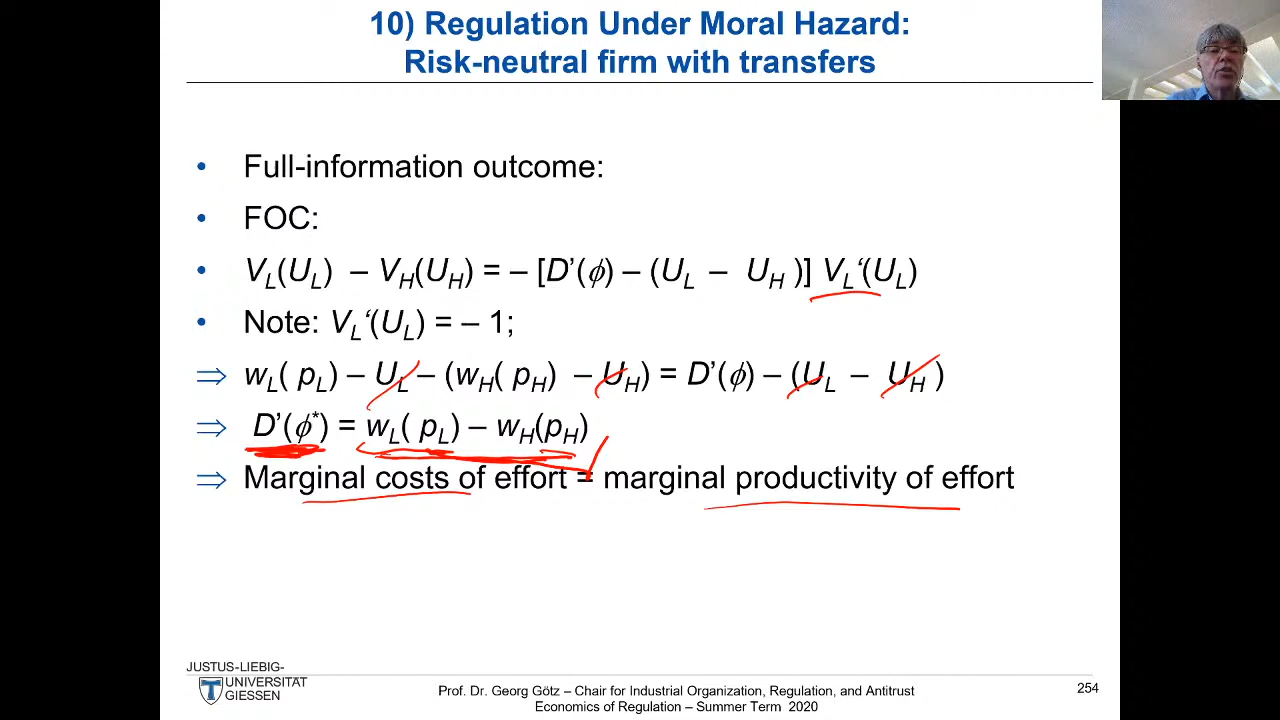 10) Regulation Under Moral Hazard:
Risk-neutral firm with transfers
• Full-information outcome:
• FOC:
• V_L(U_L) – V_H(U_H) = – [D’(ϕ) – (U_L – U_H )] V_L‘(U_L)
• Note: V_L‘(U_L) = – 1;
⇒ w_L( p_L) – U_L – (w_H( p_H) – U_H) = D’(ϕ) – (U_L – U_H )
⇒ D’(ϕ*) = w_L( p_L) – w_H(p_H)
⇒ Marginal costs of effort = marginal productivity of effort
JUSTUS-LIEBIG-
UNIVERSITÄT
GIESSEN
Prof. Dr. Georg Götz – Chair for Industrial Organization, Regulation, and Antitrust
Economics of Regulation – Summer Term 2020
254